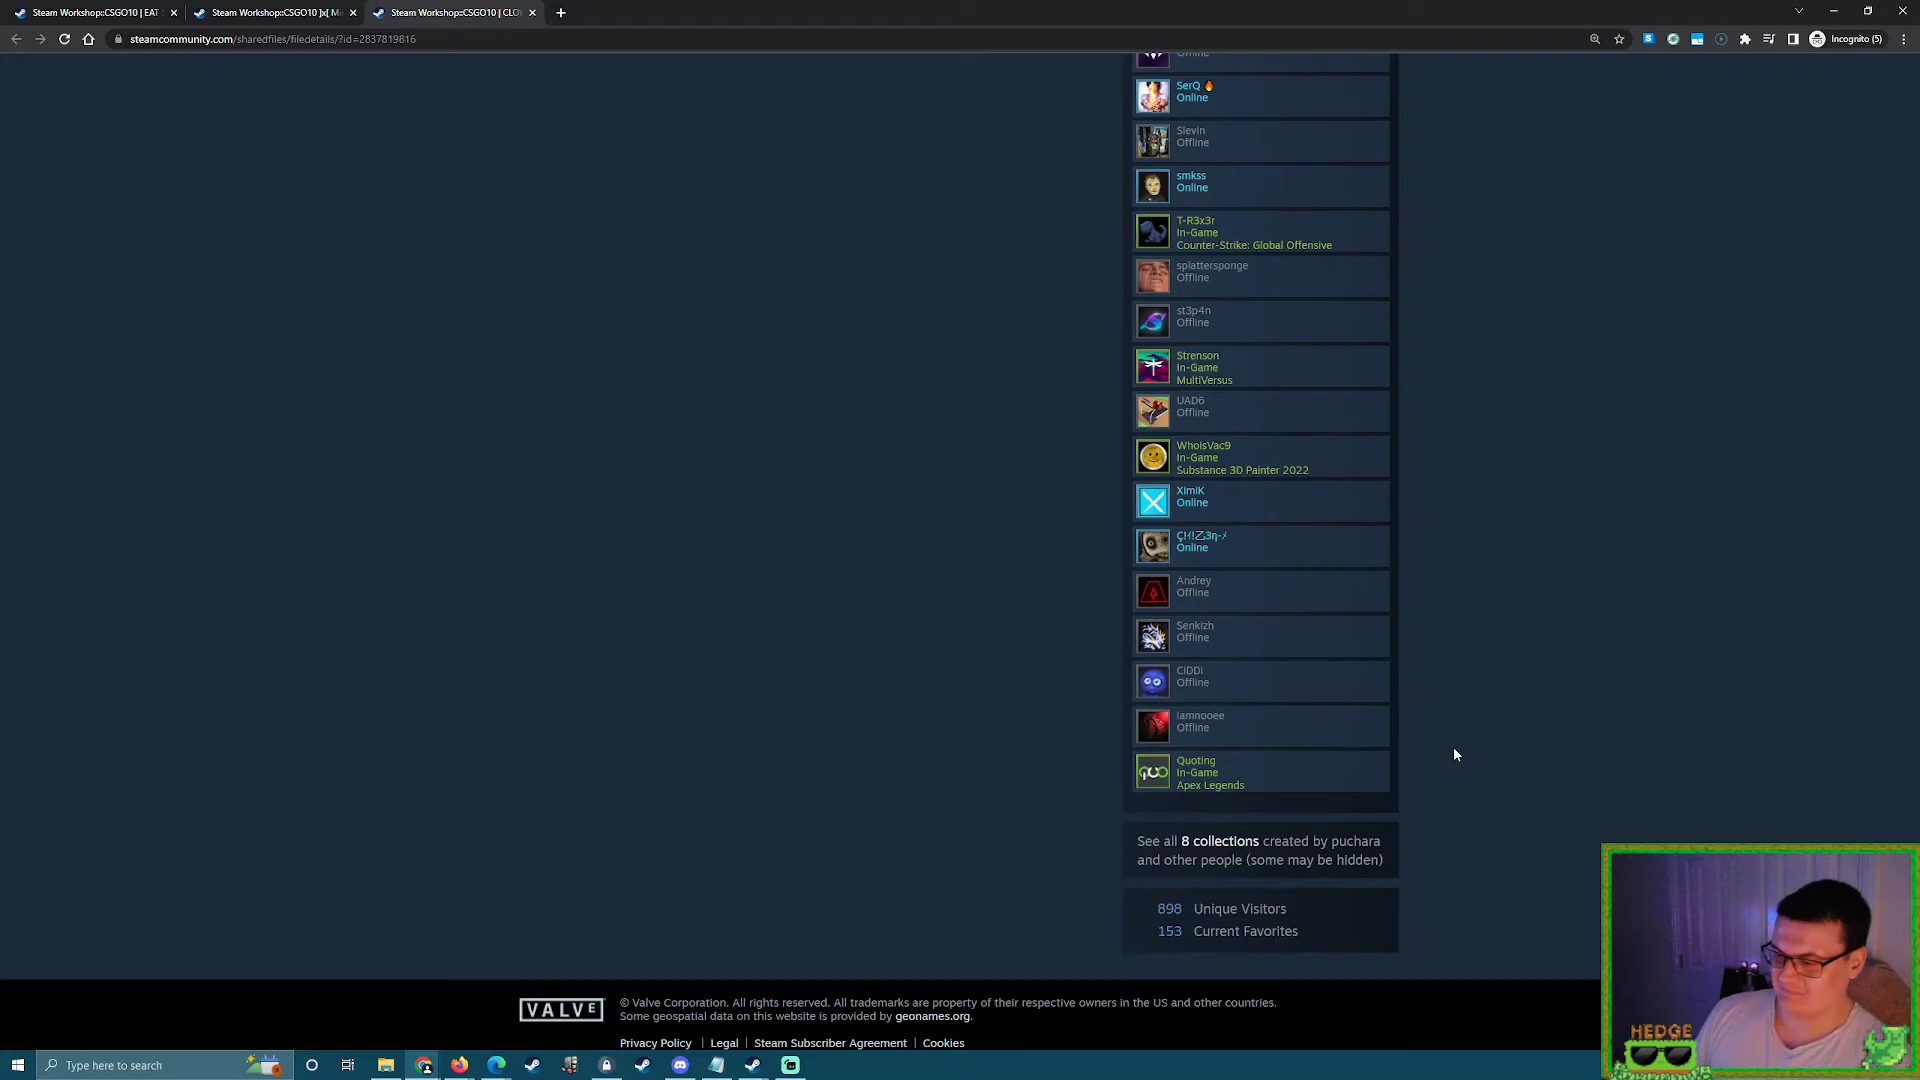 Steam Workshop::CSGO10 | EAT
Steam Workshop::CSGO10 ]x[ Mi
Steam Workshop::CSGO10 | CLO
steamcommunity.com/sharedfiles/filedetails/?id=2837819816
Incognito (5)
Offline
SerQ
Online
Slevin
Offline
smkss
Online
T-R3x3r
In-Game
Counter-Strike: Global Offensive
splattersponge
Offline
st3p4n
Offline
Strenson
In-Game
MultiVersus
UAD6
Offline
WhoisVac9
In-Game
Substance 3D Painter 2022
XimiK
Online
Online
Andrey
Offline
Senkizh
Offline
CIDDI
Offline
Iamnooee
Offline
Quoting
In-Game
Apex Legends
See all 8 collections created by puchara
and other people (some may be hidden)
898 Unique Visitors
153 Current Favorites
VALVE
© Valve Corporation. All rights reserved. All trademarks are property of their respective owners in the US and other countries.
Some geospatial data on this website is provided by geonames.org.
Privacy Policy | Legal | Steam Subscriber Agreement | Cookies
HEDGE
Type here to search